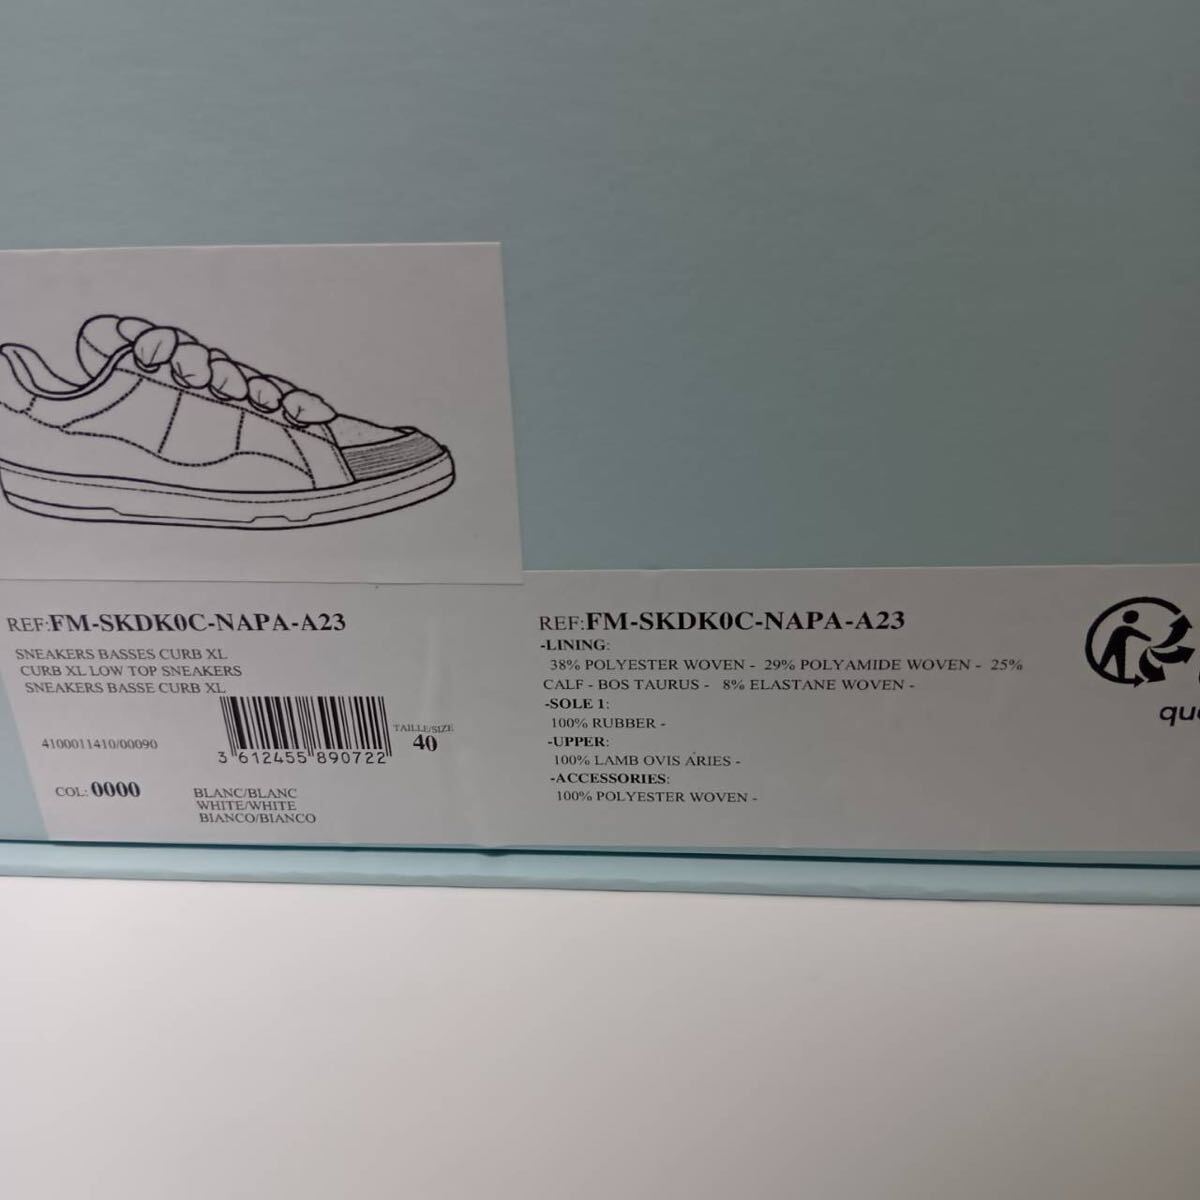 REF:FM-SKDK0C-NAPA-A23
SNEAKERS BASSES CURB XL
CURB XL LOW TOP SNEAKERS
SNEAKERS BASSE CURB XL
4100011410/00090
3 612455 890722
TAILLE/SIZE
40
COL: 0000
BLANC/BLANC
WHITE/WHITE
BIANCO/BIANCO
REF:FM-SKDK0C-NAPA-A23
-LINING:
38% POLYESTER WOVEN - 29% POLYAMIDE WOVEN - 25%
CALF - BOS TAURUS - 8% ELASTANE WOVEN -
-SOLE 1:
100% RUBBER -
-UPPER:
100% LAMB OVIS ARIES -
-ACCESSORIES:
100% POLYESTER WOVEN -